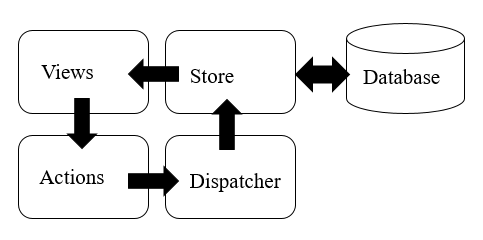 Views
Store
Database
Actions
Dispatcher